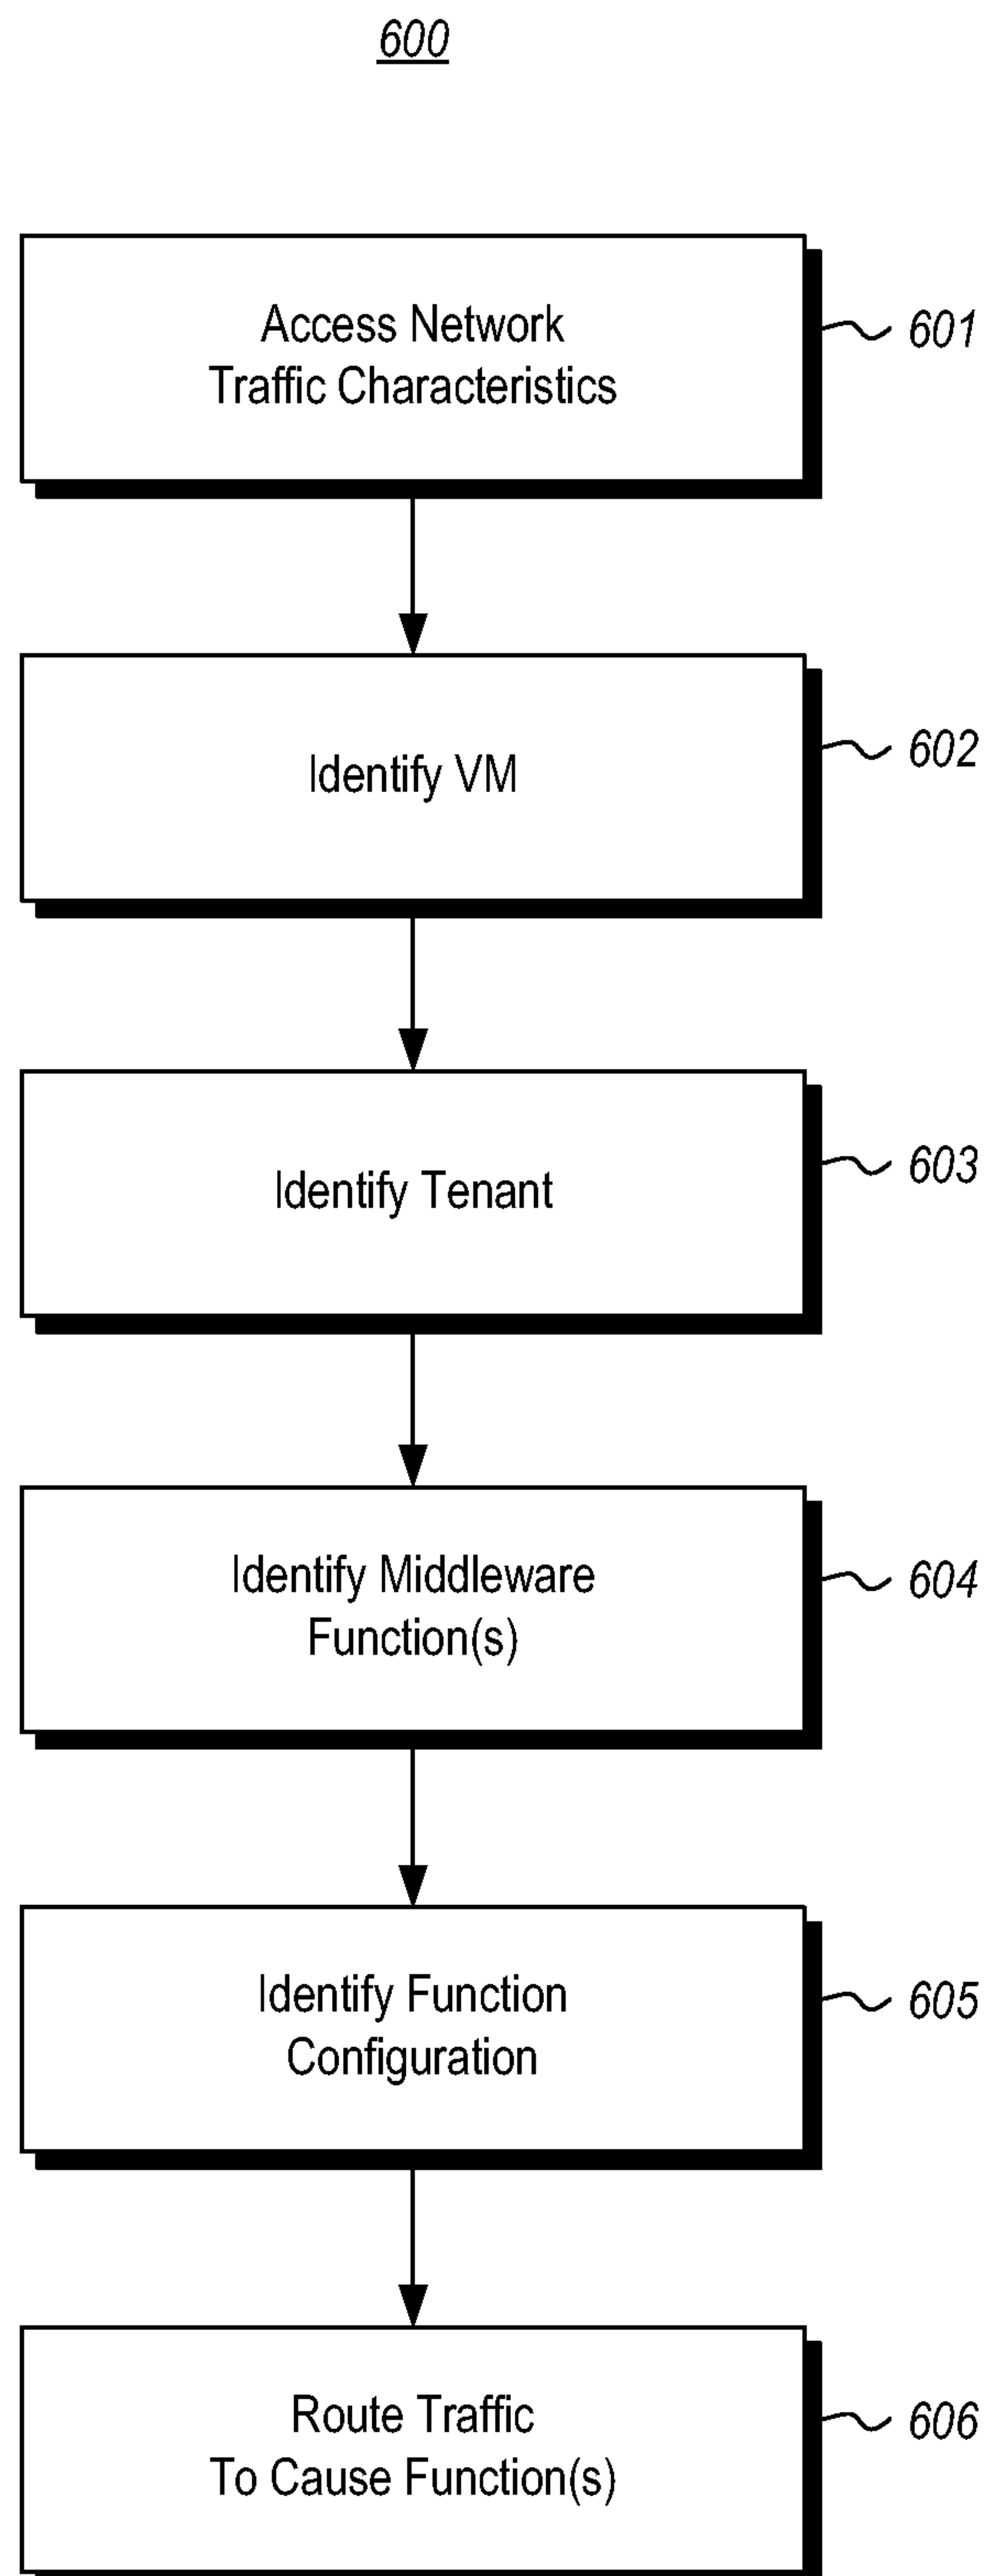 600
Access Network
Traffic Characteristics
601
Identify VM
602
Identify Tenant
603
Identify Middleware
Function(s)
604
Identify Function
Configuration
605
Route Traffic
To Cause Function(s)
606